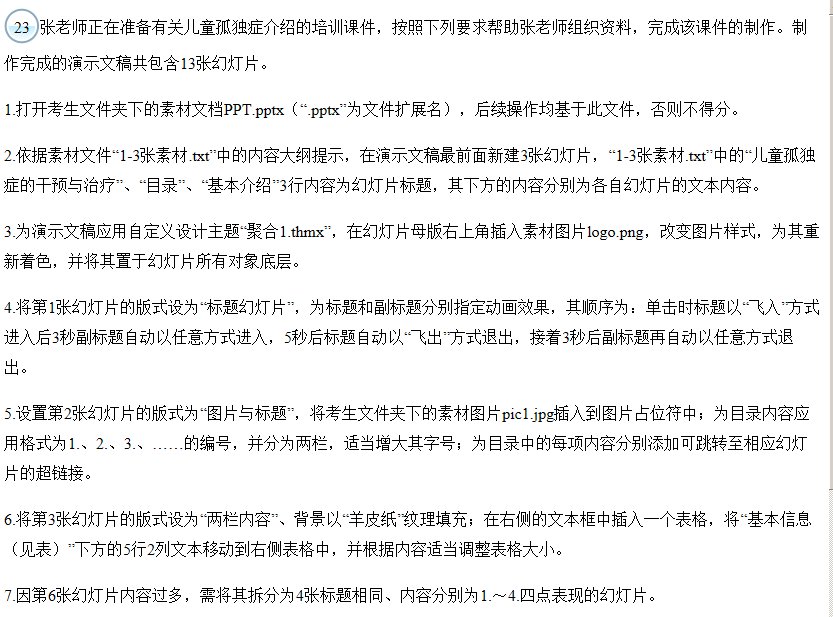 23 张老师正在准备有关儿童孤独症介绍的培训课件，按照下列要求帮助张老师组织资料，完成该课件的制作。制
作完成的演示文稿共包含13张幻灯片。
1.打开考生文件夹下的素材文档PPT.pptx（“.pptx”为文件扩展名），后续操作均基于此文件，否则不得分。
2.依据素材文件“1-3张素材.txt”中的内容大纲提示，在演示文稿最前面新建3张幻灯片，“1-3张素材.txt”中的“儿童孤独
症的干预与治疗”、“目录”、“基本介绍”3行内容为幻灯片标题，其下方的内容分别为各自幻灯片的文本内容。
3.为演示文稿应用自定义设计主题“聚合1.thmx”，在幻灯片母版右上角插入素材图片logo.png，改变图片样式，为其重
新着色，并将其置于幻灯片所有对象底层。
4.将第1张幻灯片的版式设为“标题幻灯片”，为标题和副标题分别指定动画效果，其顺序为：单击时标题以“飞入”方式
进入后3秒副标题自动以任意方式进入，5秒后标题自动以“飞出”方式退出，接着3秒后副标题再自动以任意方式退
出。
5.设置第2张幻灯片的版式为“图片与标题”，将考生文件夹下的素材图片pic1.jpg插入到图片占位符中；为目录内容应
用格式为1.、2.、3.、……的编号，并分为两栏，适当增大其字号；为目录中的每项内容分别添加可跳转至相应幻灯
片的超链接。
6.将第3张幻灯片的版式设为“两栏内容”、背景以“羊皮纸”纹理填充；在右侧的文本框中插入一个表格，将“基本信息
（见表）”下方的5行2列文本移动到右侧表格中，并根据内容适当调整表格大小。
7.因第6张幻灯片内容过多，需将其拆分为4张标题相同、内容分别为1.～4.四点表现的幻灯片。